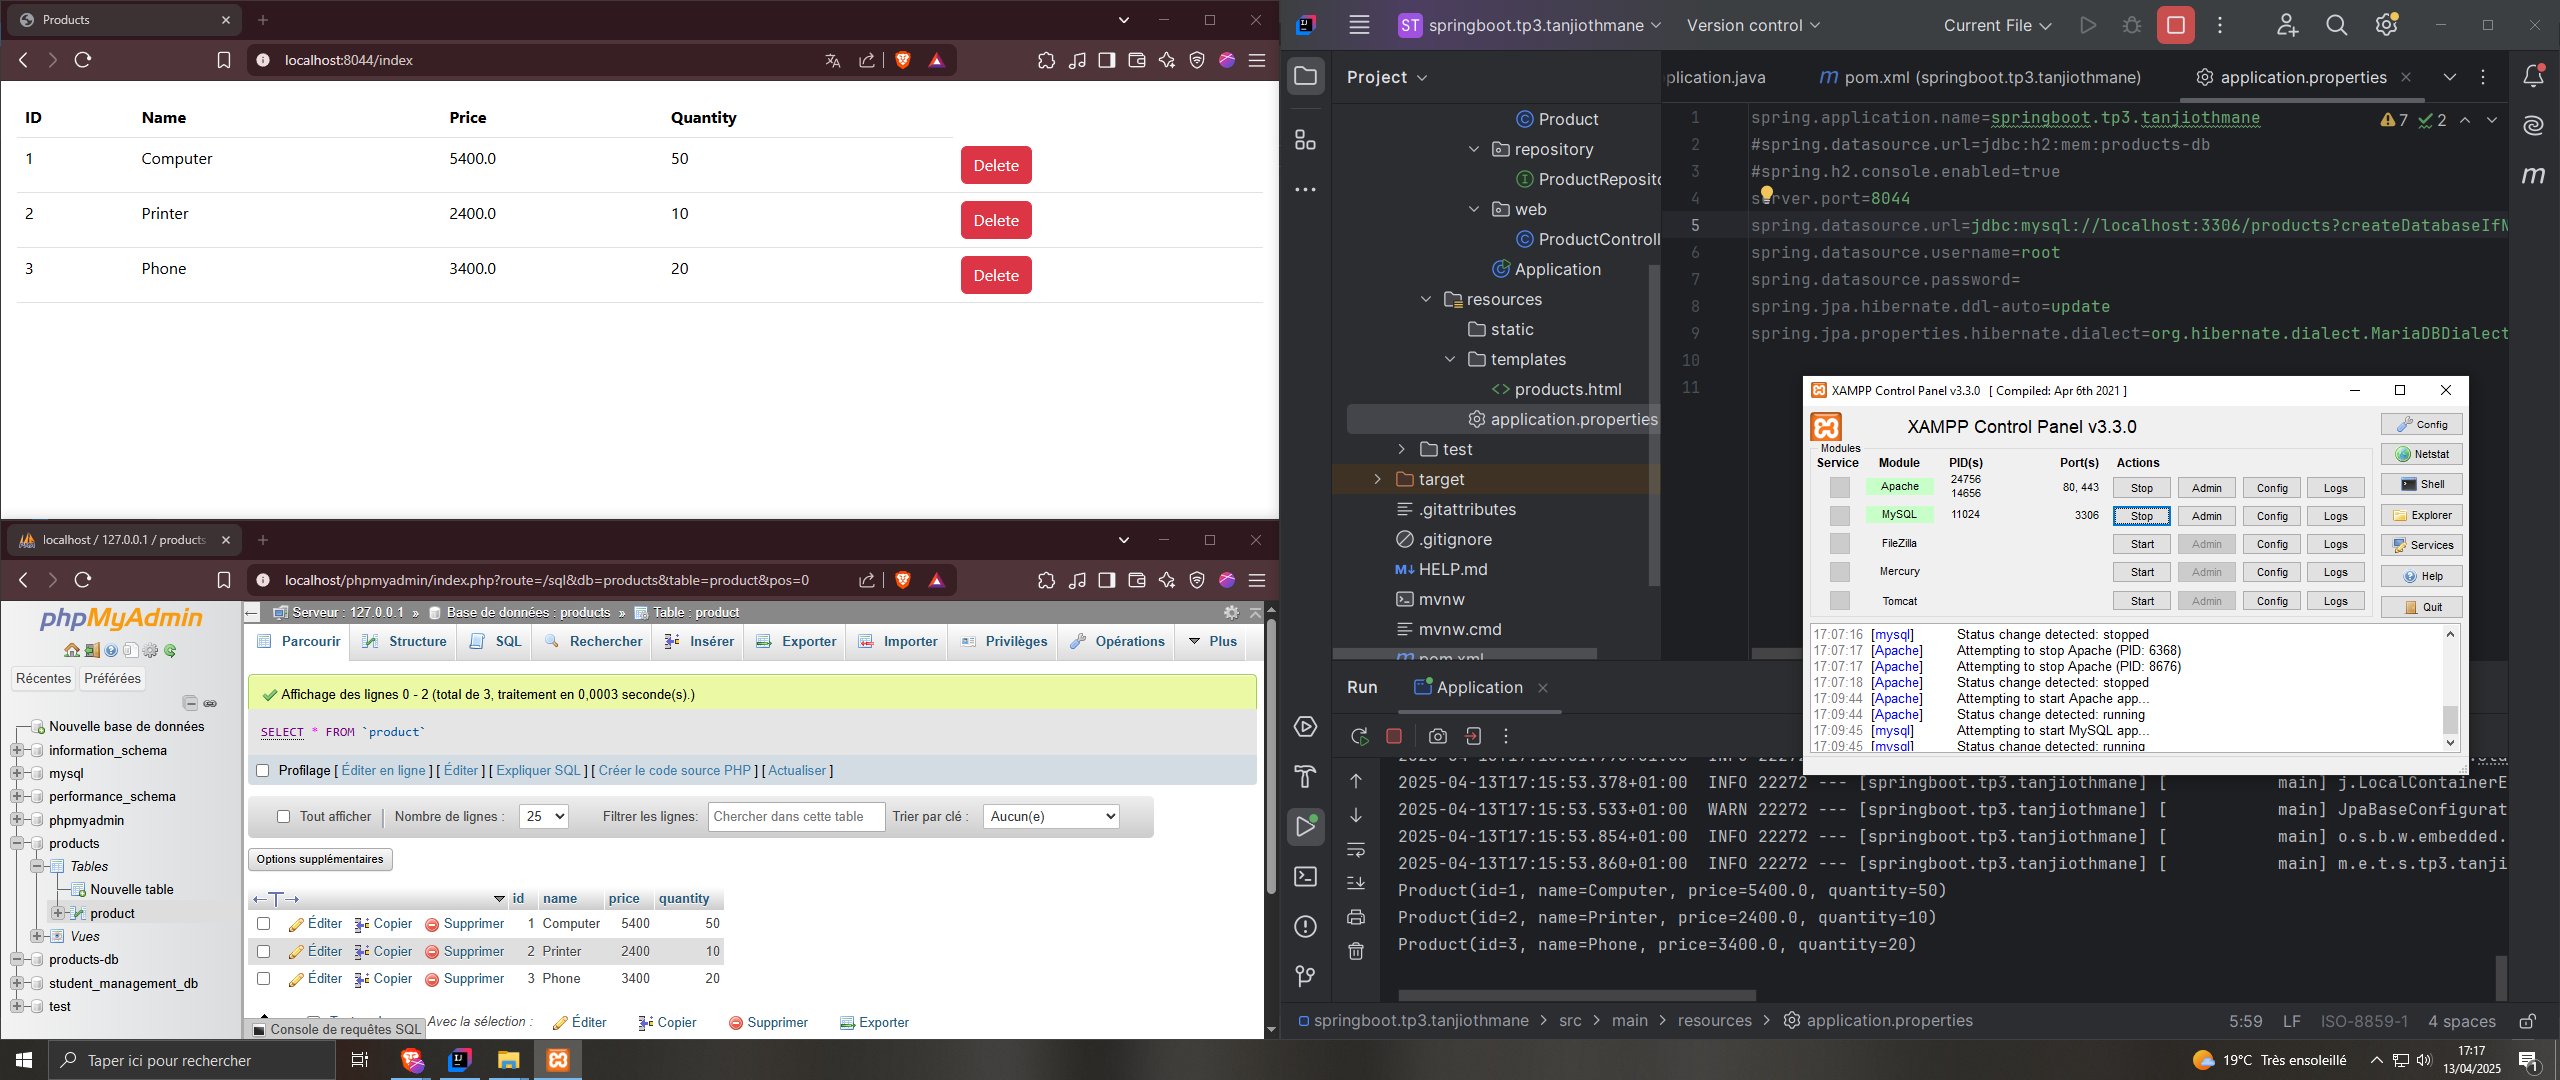 Products
localhost:8044/index
ID Name Price Quantity
1 Computer 5400.0 50 Delete
2 Printer 2400.0 10 Delete
3 Phone 3400.0 20 Delete
localhost / 127.0.0.1 / products
localhost/phpmyadmin/index.php?route=/sql&db=products&table=product&pos=0
phpMyAdmin
Récentes Préférées
Nouvelle base de données
information_schema
mysql
performance_schema
phpmyadmin
products
Tables
Nouvelle table
product
Vues
products-db
student_management_db
test
Serveur : 127.0.0.1 » Base de données : products » Table : product
Parcourir Structure SQL Rechercher Insérer Exporter Importer Privilèges Opérations Plus
Affichage des lignes 0 - 2 (total de 3, traitement en 0,0003 seconde(s).)
SELECT * FROM `product`
Profilage [ Éditer en ligne ] [ Éditer ] [ Expliquer SQL ] [ Créer le code source PHP ] [ Actualiser ]
Tout afficher Nombre de lignes : 25 Filtrer les lignes: Chercher dans cette table Trier par clé : Aucun(e)
Options supplémentaires
id name price quantity
Éditer Copier Supprimer 1 Computer 5400 50
Éditer Copier Supprimer 2 Printer 2400 10
Éditer Copier Supprimer 3 Phone 3400 20
Avec la sélection : Éditer Copier Supprimer Exporter
Console de requêtes SQL
ST springboot.tp3.tanjiothmane Version control Current File
Project
Product
repository
ProductReposito
web
ProductControll
Application
resources
static
templates
products.html
application.properties
test
target
.gitattributes
.gitignore
HELP.md
mvnw
mvnw.cmd
pom.xml
plication.java pom.xml (springboot.tp3.tanjiothmane) application.properties
7 2
1 spring.application.name=springboot.tp3.tanjiothmane
2 #spring.datasource.url=jdbc:h2:mem:products-db
3 #spring.h2.console.enabled=true
4 server.port=8044
5 spring.datasource.url=jdbc:mysql://localhost:3306/products?createDatabaseIfN
6 spring.datasource.username=root
7 spring.datasource.password=
8 spring.jpa.hibernate.ddl-auto=update
9 spring.jpa.properties.hibernate.dialect=org.hibernate.dialect.MariaDBDialect
10
11
XAMPP Control Panel v3.3.0 [ Compiled: Apr 6th 2021 ]
XAMPP Control Panel v3.3.0
Modules
Service Module PID(s) Port(s) Actions
Apache 24756 14656 80, 443 Stop Admin Config Logs
MySQL 11024 3306 Stop Admin Config Logs
FileZilla Start Admin Config Logs
Mercury Start Admin Config Logs
Tomcat Start Admin Config Logs
Config
Netstat
Shell
Explorer
Services
Help
Quit
17:07:16 [mysql] Status change detected: stopped
17:07:17 [Apache] Attempting to stop Apache (PID: 6368)
17:07:17 [Apache] Attempting to stop Apache (PID: 8676)
17:07:18 [Apache] Status change detected: stopped
17:09:44 [Apache] Attempting to start Apache app...
17:09:44 [Apache] Status change detected: running
17:09:45 [mysql] Attempting to start MySQL app...
17:09:45 [mysql] Status change detected: running
Run Application
2025-04-13T17:15:53.378+01:00 INFO 22272 --- [springboot.tp3.tanjiothmane] [ main] j.LocalContainerE
2025-04-13T17:15:53.533+01:00 WARN 22272 --- [springboot.tp3.tanjiothmane] [ main] JpaBaseConfigurat
2025-04-13T17:15:53.854+01:00 INFO 22272 --- [springboot.tp3.tanjiothmane] [ main] o.s.b.w.embedded.
2025-04-13T17:15:53.860+01:00 INFO 22272 --- [springboot.tp3.tanjiothmane] [ main] m.e.t.s.tp3.tanji
Product(id=1, name=Computer, price=5400.0, quantity=50)
Product(id=2, name=Printer, price=2400.0, quantity=10)
Product(id=3, name=Phone, price=3400.0, quantity=20)
springboot.tp3.tanjiothmane > src > main > resources > application.properties
5:59 LF ISO-8859-1 4 spaces
Taper ici pour rechercher
19°C Très ensoleillé
17:17
13/04/2025
1